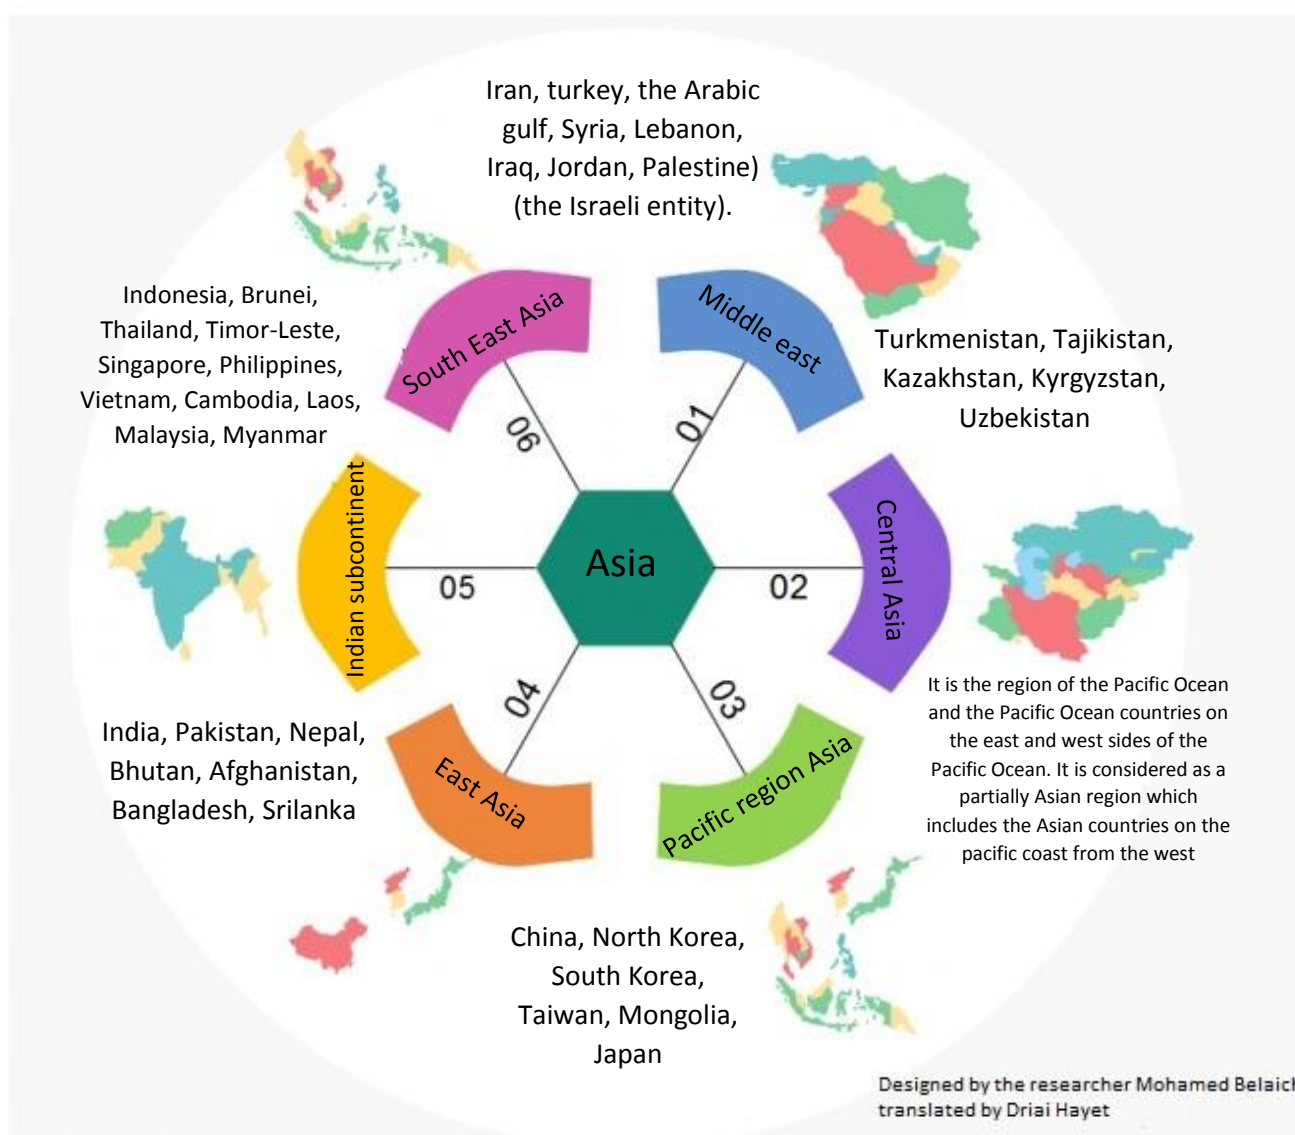 Iran, turkey, the Arabic
gulf, Syria, Lebanon,
Iraq, Jordan, Palestine)
(the Israeli entity).
Middle east
01
Turkmenistan, Tajikistan,
Kazakhstan, Kyrgyzstan,
Uzbekistan
Central Asia
02
It is the region of the Pacific Ocean
and the Pacific Ocean countries on
the east and west sides of the
Pacific Ocean. It is considered as a
partially Asian region which
includes the Asian countries on the
pacific coast from the west
Pacific region Asia
03
China, North Korea,
South Korea,
Taiwan, Mongolia,
Japan
East Asia
04
India, Pakistan, Nepal,
Bhutan, Afghanistan,
Bangladesh, Srilanka
Indian subcontinent
05
Indonesia, Brunei,
Thailand, Timor-Leste,
Singapore, Philippines,
Vietnam, Cambodia, Laos,
Malaysia, Myanmar
South East Asia
06
Asia
Designed by the researcher Mohamed Belaich
translated by Driai Hayet